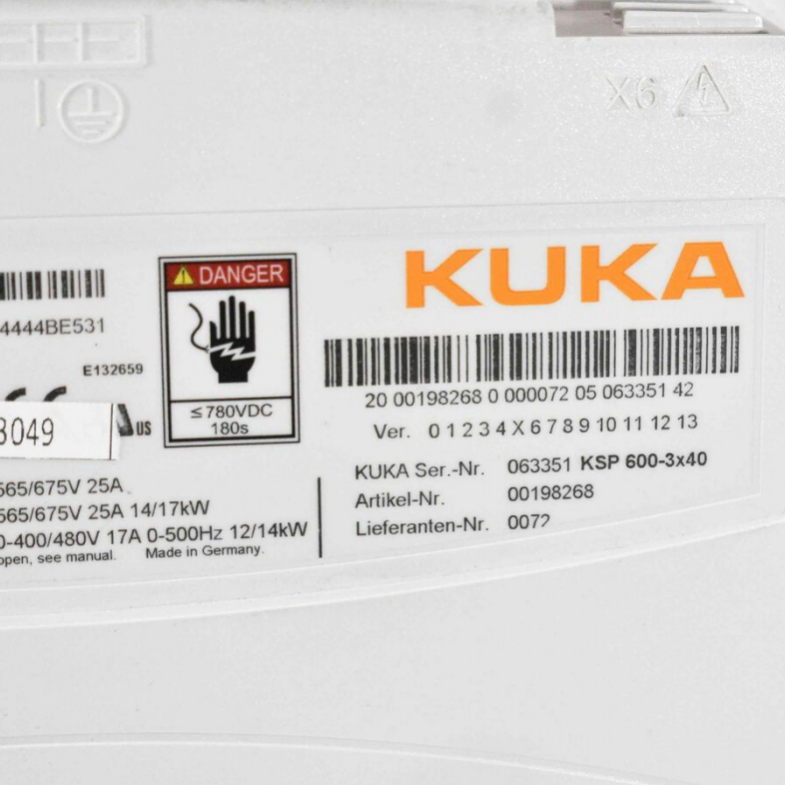 X6
KUKA
DANGER
4444BE531
E132659
20 00198268 0 000072 05 063351 42
≤780VDC
180s
US
3049
Ver. 0 1 2 3 4 X 6 7 8 9 10 11 12 13
KUKA Ser.-Nr. 063351 KSP 600-3x40
Artikel-Nr. 00198268
Lieferanten-Nr. 0072
565/675V 25A
565/675V 25A 14/17kW
0-400/480V 17A 0-500Hz 12/14kW
open, see manual. Made in Germany.